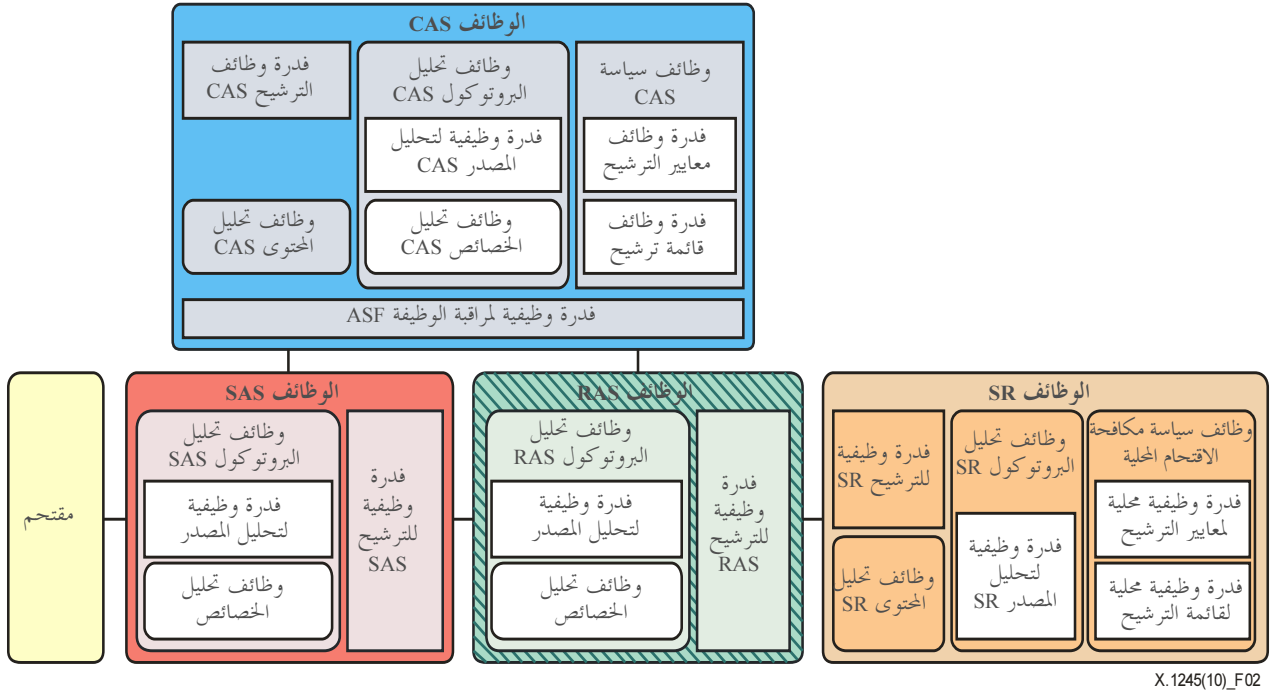 الوظائف CAS
وظائف سياسة
CAS
فدرة وظائف
معايير الترشيح
فدرة وظائف
قائمة ترشيح
وظائف تحليل
البروتوكول CAS
فدرة وظيفية لتحليل
المصدر CAS
وظائف تحليل
الخصائص CAS
فدرة وظائف
الترشيح CAS
وظائف تحليل
المحتوى CAS
فدرة وظيفية لمراقبة الوظيفة ASF
الوظائف SR
وظائف سياسة مكافحة
الاقتحام المحلية
فدرة وظيفية محلية
لمعايير الترشيح
فدرة وظيفية محلية
لقائمة الترشيح
وظائف تحليل
البروتوكول SR
فدرة وظيفية
لتحليل
المصدر SR
فدرة وظيفية
للترشيح SR
وظائف تحليل
المحتوى SR
الوظائف RAS
فدرة
وظيفية
للترشيح
RAS
وظائف تحليل
البروتوكول RAS
فدرة وظيفية
لتحليل المصدر
وظائف تحليل
الخصائص
الوظائف SAS
فدرة
وظيفية
للترشيح
SAS
وظائف تحليل
البروتوكول SAS
فدرة وظيفية
لتحليل المصدر
وظائف تحليل
الخصائص
مقتحم
X.1245(10)_F02